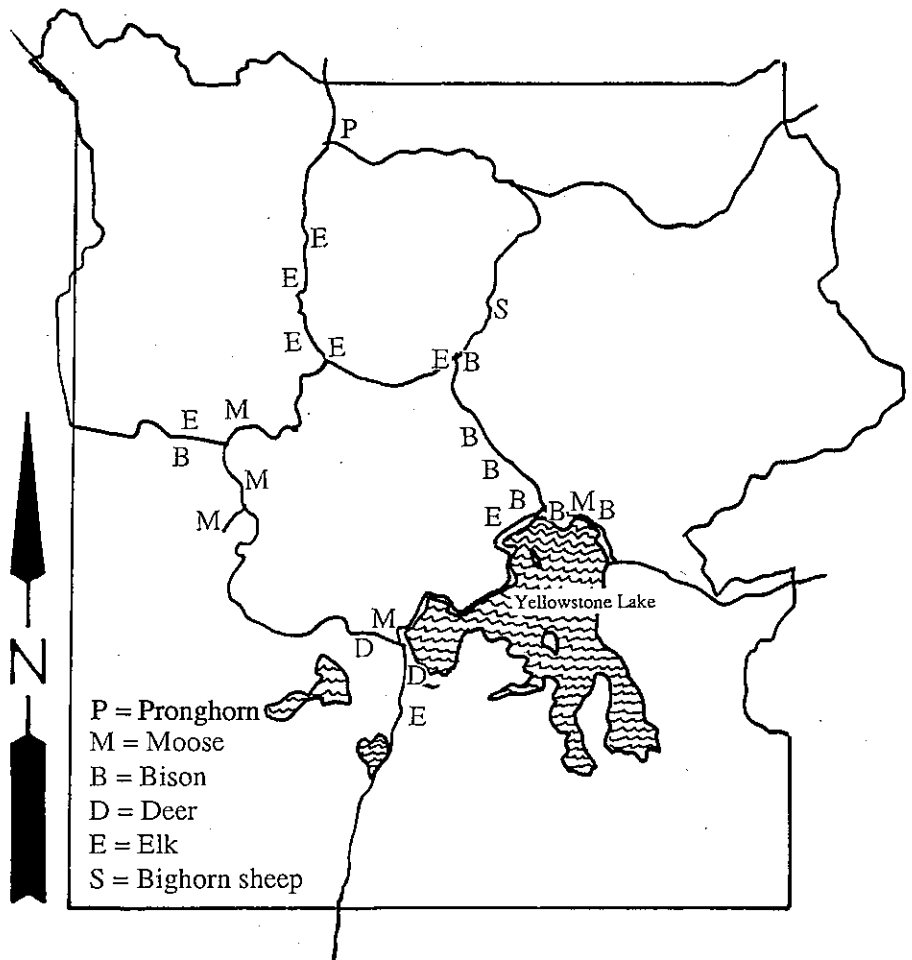 P
E
E
E E
E B
S
M
E
B
M
M
B
B
B
E
B M B
Yellowstone Lake
M
D
D
E
N
P = Pronghorn
M = Moose
B = Bison
D = Deer
E = Elk
S = Bighorn sheep